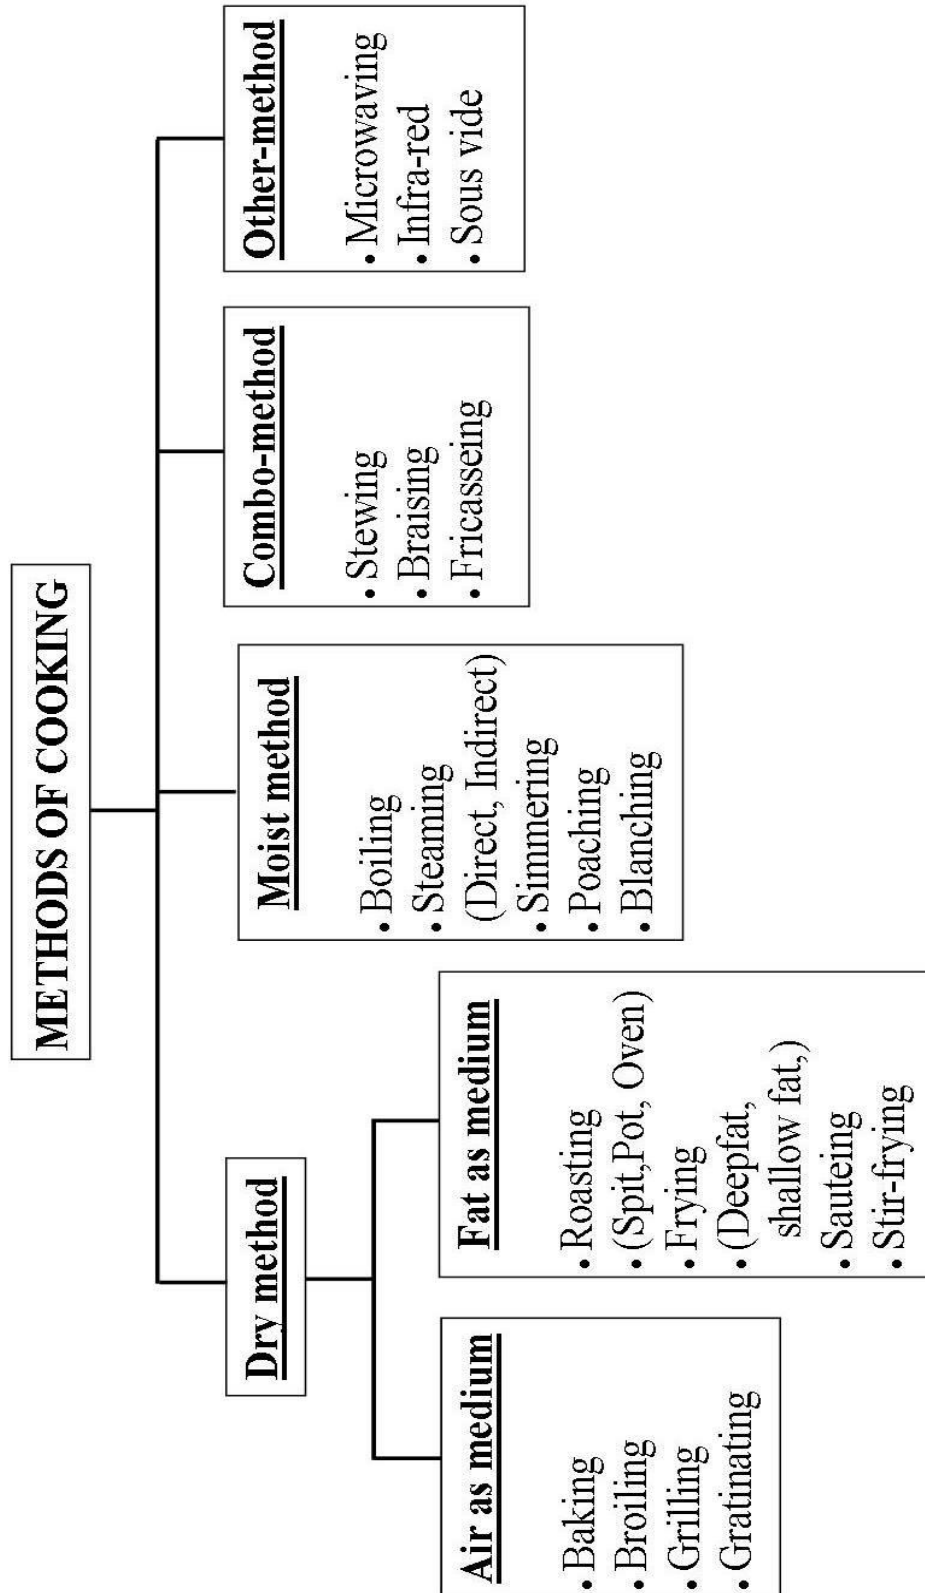 METHODS OF COOKING
Dry method
Air as medium
• Baking
• Broiling
• Grilling
• Gratinating
Fat as medium
• Roasting
• (Spit,Pot, Oven)
• Frying
• (Deepfat,
shallow fat,)
• Sauteing
• Stir-frying
Moist method
• Boiling
• Steaming
(Direct, Indirect)
• Simmering
• Poaching
• Blanching
Combo-method
• Stewing
• Braising
• Fricasseing
Other-method
• Microwaving
• Infra-red
• Sous vide